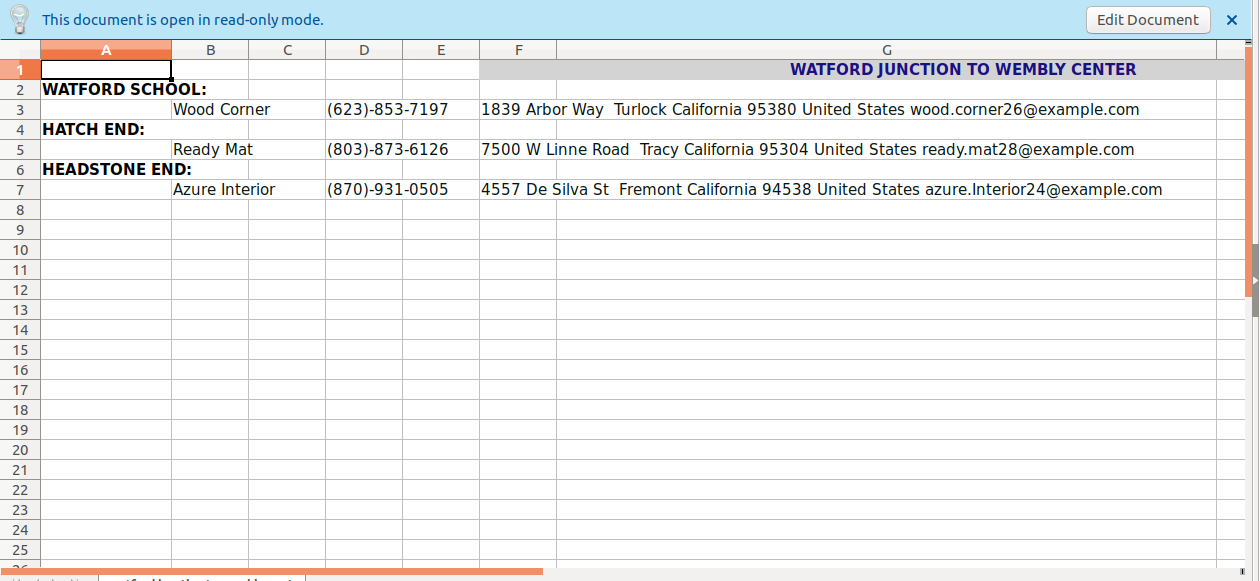 This document is open in read-only mode. Edit Document
A B C D E F G
1 WATFORD JUNCTION TO WEMBLY CENTER
2 WATFORD SCHOOL:
3 Wood Corner (623)-853-7197 1839 Arbor Way  Turlock California 95380 United States wood.corner26@example.com
4 HATCH END:
5 Ready Mat (803)-873-6126 7500 W Linne Road  Tracy California 95304 United States ready.mat28@example.com
6 HEADSTONE END:
7 Azure Interior (870)-931-0505 4557 De Silva St  Fremont California 94538 United States azure.Interior24@example.com
8
9
10
11
12
13
14
15
16
17
18
19
20
21
22
23
24
25